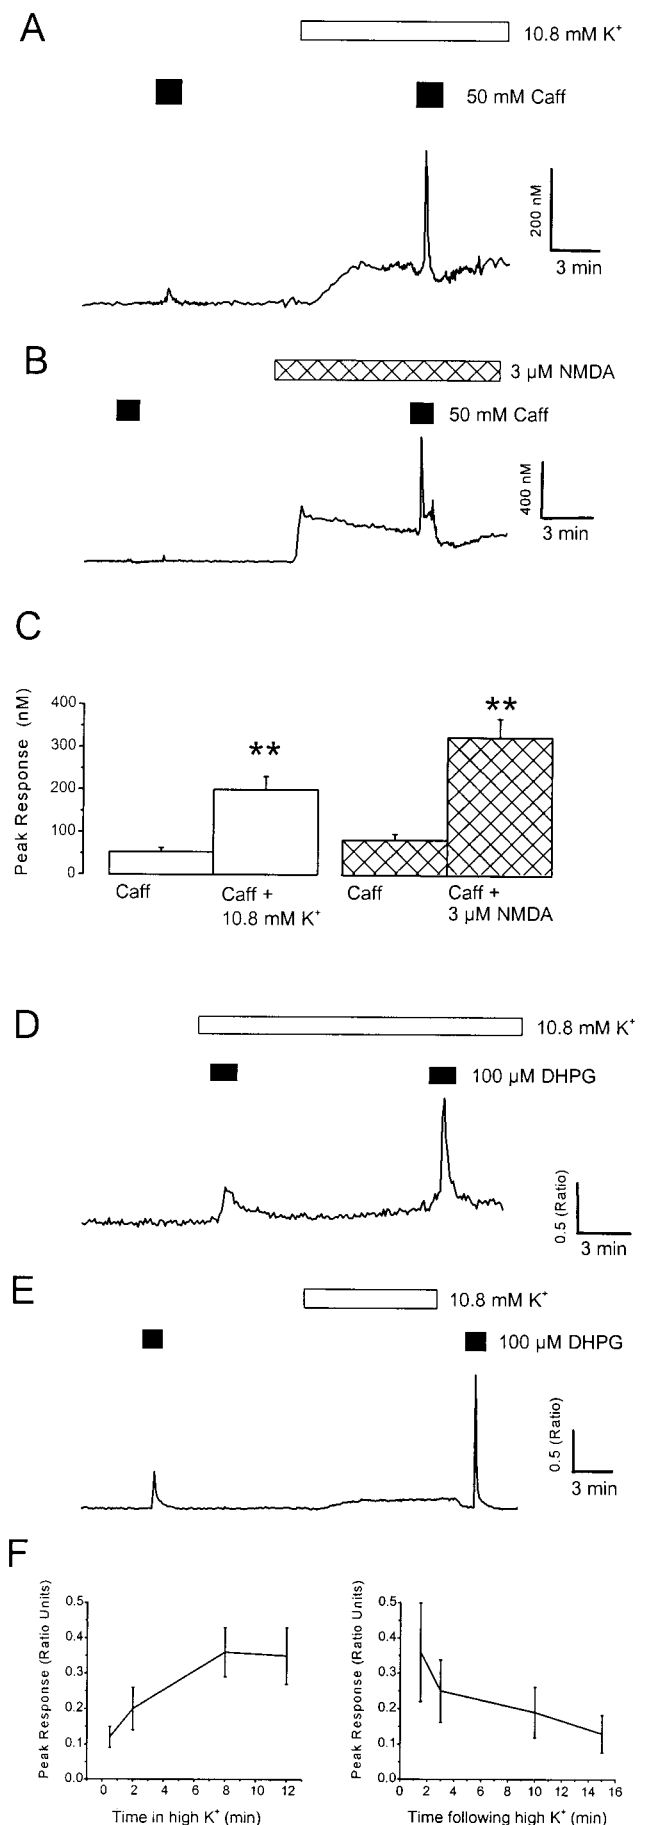 A
10.8 mM K⁺
50 mM Caff
200 nM
3 min
B
3 µM NMDA
50 mM Caff
400 nM
3 min
C
Peak Response (nM)
400
300
200
100
0
**
**
Caff
Caff +
10.8 mM K⁺
Caff
Caff +
3 µM NMDA
D
10.8 mM K⁺
100 µM DHPG
0.5 (Ratio)
3 min
E
10.8 mM K⁺
100 µM DHPG
0.5 (Ratio)
3 min
F
Peak Response (Ratio Units)
0.5
0.4
0.3
0.2
0.1
0.0
0 2 4 6 8 10 12
Time in high K⁺ (min)
Peak Response (Ratio Units)
0.5
0.4
0.3
0.2
0.1
0.0
0 2 4 6 8 10 12 14 16
Time following high K⁺ (min)